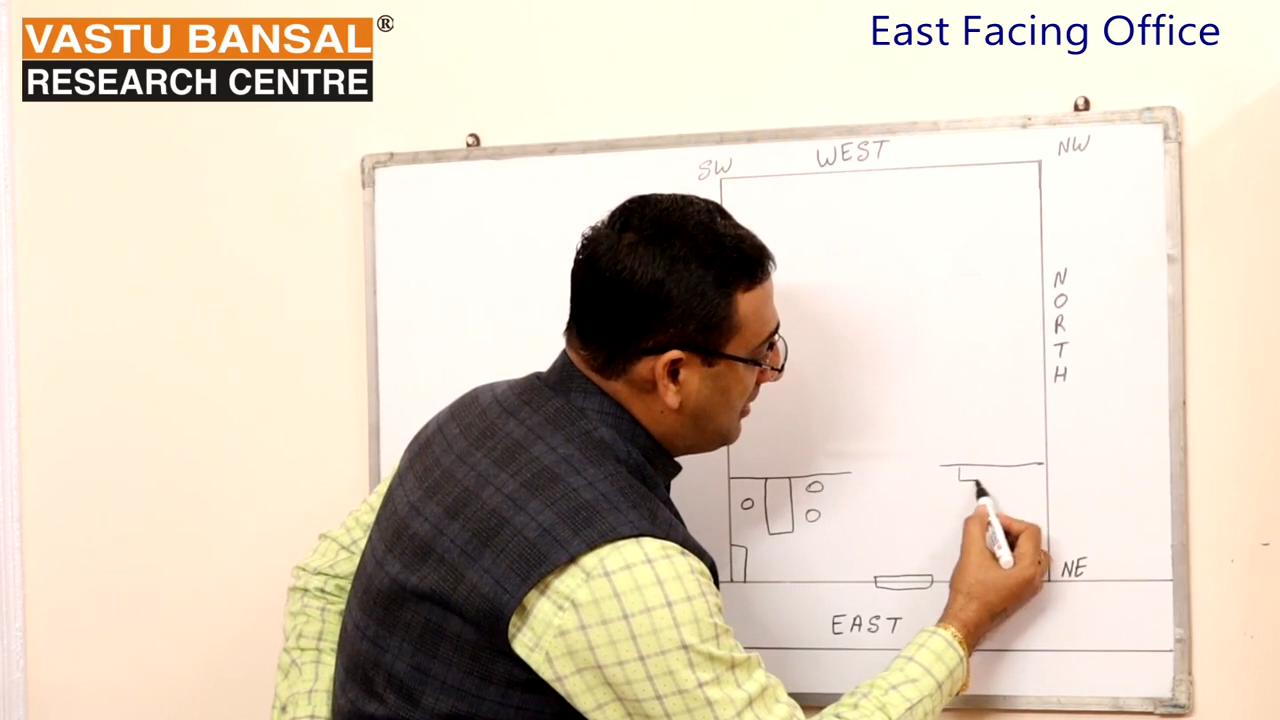 VASTU BANSAL®
RESEARCH CENTRE
East Facing Office
SW WEST NW
NORTH
NE
EAST